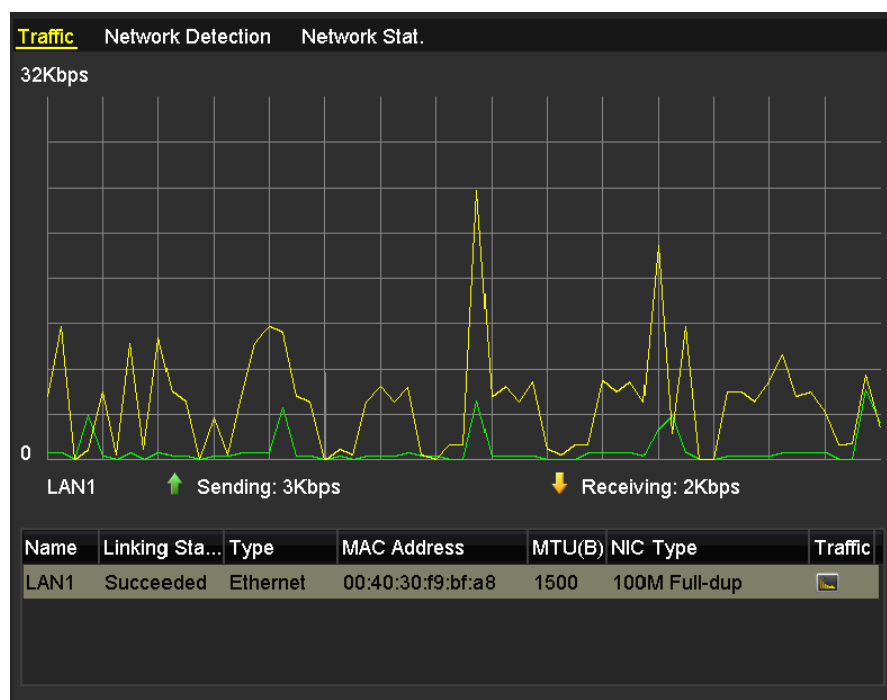 Traffic Network Detection Network Stat.
32Kbps
0
LAN1 Sending: 3Kbps Receiving: 2Kbps
Name Linking Sta... Type MAC Address MTU(B) NIC Type Traffic
LAN1 Succeeded Ethernet 00:40:30:f9:bf:a8 1500 100M Full-dup